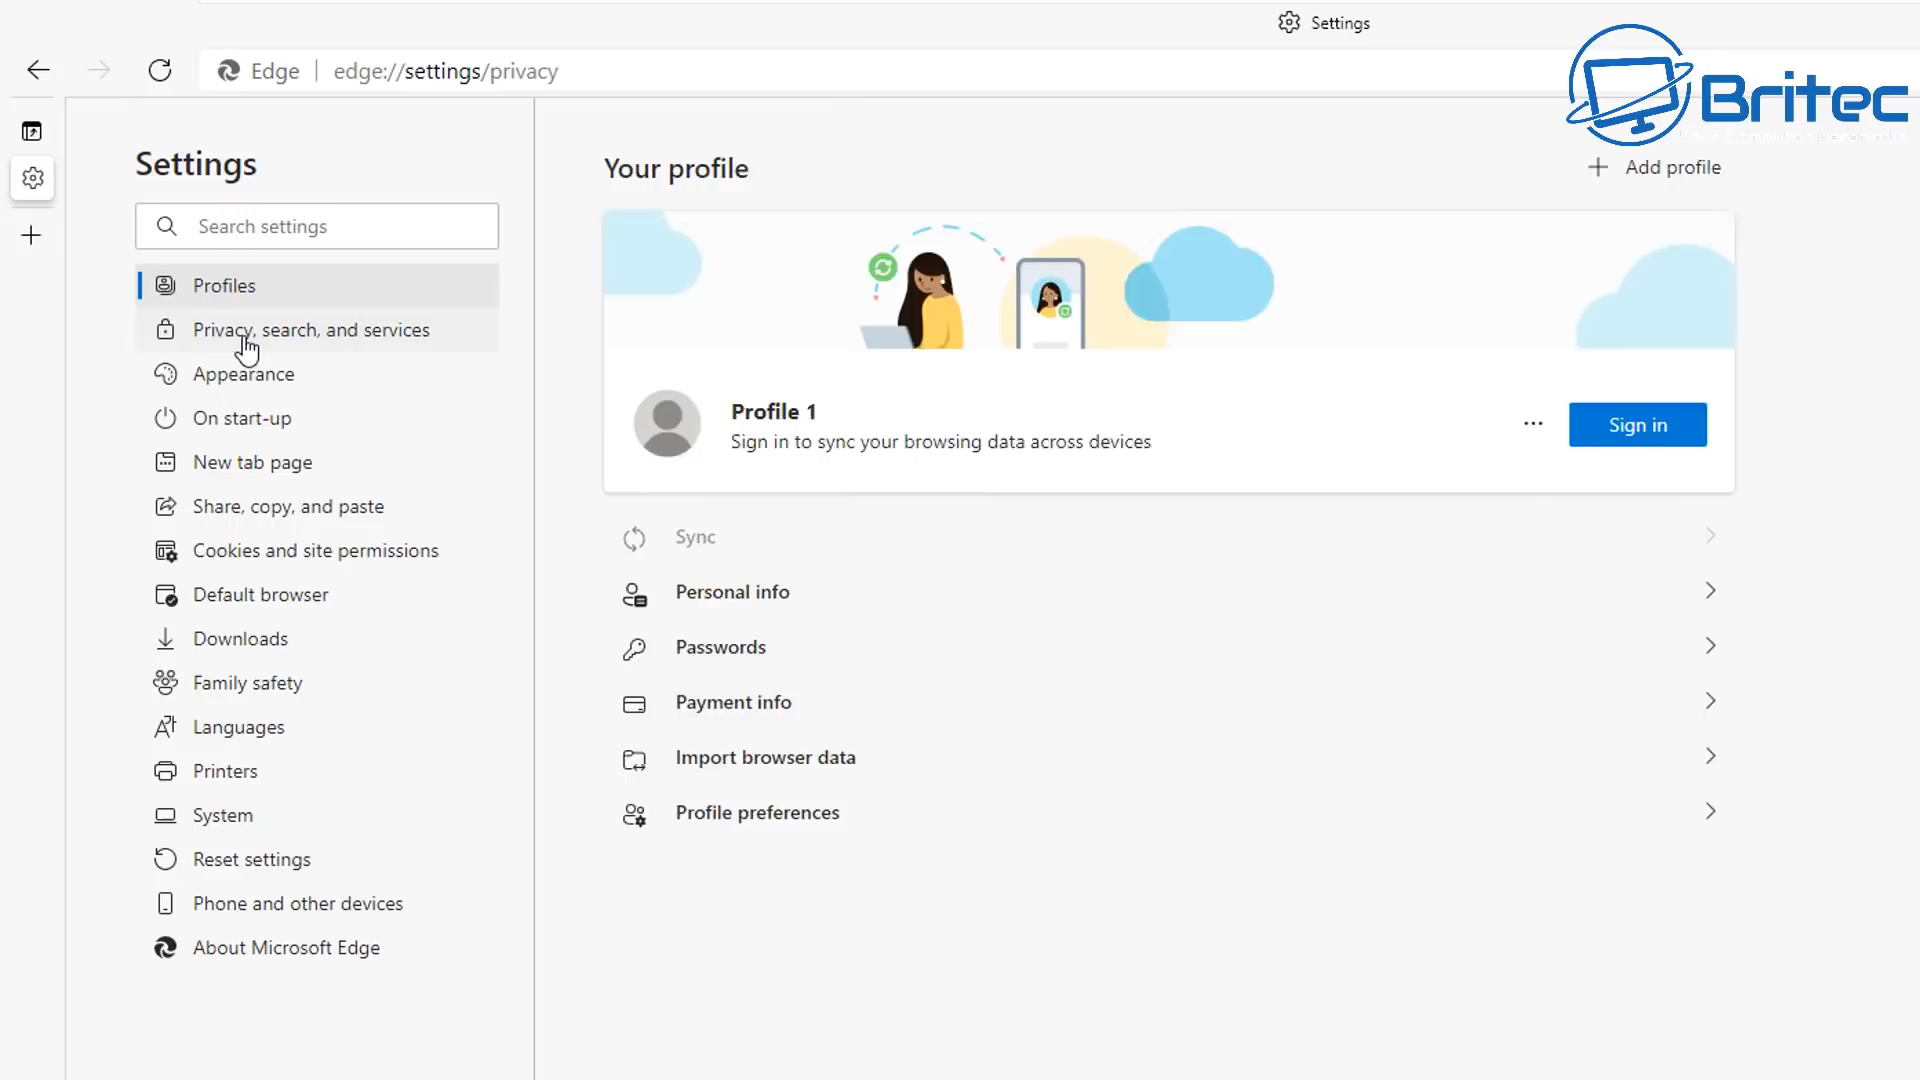 Settings
Edge | edge://settings/privacy
Britec
Settings
Search settings
Profiles
Privacy, search, and services
Appearance
On start-up
New tab page
Share, copy, and paste
Cookies and site permissions
Default browser
Downloads
Family safety
Languages
Printers
System
Reset settings
Phone and other devices
About Microsoft Edge
Your profile
Add profile
Profile 1
Sign in to sync your browsing data across devices
Sign in
Sync
Personal info
Passwords
Payment info
Import browser data
Profile preferences